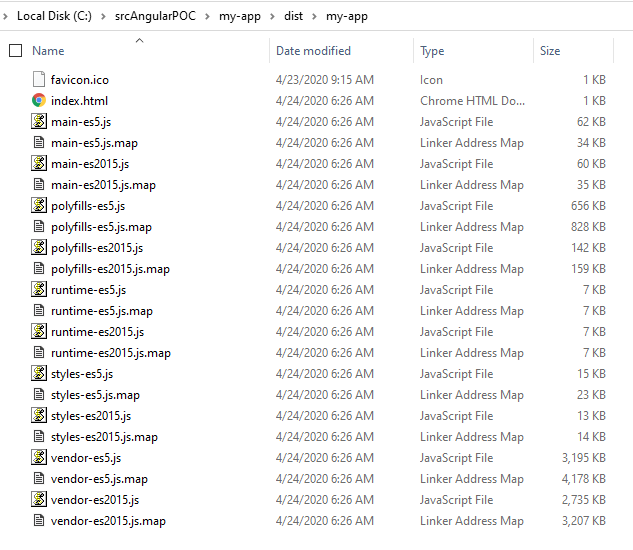 Local Disk (C:) > srcAngularPOC > my-app > dist > my-app
Name Date modified Type Size
favicon.ico 4/23/2020 9:15 AM Icon 1 KB
index.html 4/24/2020 6:26 AM Chrome HTML Do... 1 KB
main-es5.js 4/24/2020 6:26 AM JavaScript File 62 KB
main-es5.js.map 4/24/2020 6:26 AM Linker Address Map 34 KB
main-es2015.js 4/24/2020 6:26 AM JavaScript File 60 KB
main-es2015.js.map 4/24/2020 6:26 AM Linker Address Map 35 KB
polyfills-es5.js 4/24/2020 6:26 AM JavaScript File 656 KB
polyfills-es5.js.map 4/24/2020 6:26 AM Linker Address Map 828 KB
polyfills-es2015.js 4/24/2020 6:26 AM JavaScript File 142 KB
polyfills-es2015.js.map 4/24/2020 6:26 AM Linker Address Map 159 KB
runtime-es5.js 4/24/2020 6:26 AM JavaScript File 7 KB
runtime-es5.js.map 4/24/2020 6:26 AM Linker Address Map 7 KB
runtime-es2015.js 4/24/2020 6:26 AM JavaScript File 7 KB
runtime-es2015.js.map 4/24/2020 6:26 AM Linker Address Map 7 KB
styles-es5.js 4/24/2020 6:26 AM JavaScript File 15 KB
styles-es5.js.map 4/24/2020 6:26 AM Linker Address Map 23 KB
styles-es2015.js 4/24/2020 6:26 AM JavaScript File 13 KB
styles-es2015.js.map 4/24/2020 6:26 AM Linker Address Map 14 KB
vendor-es5.js 4/24/2020 6:26 AM JavaScript File 3,195 KB
vendor-es5.js.map 4/24/2020 6:26 AM Linker Address Map 4,178 KB
vendor-es2015.js 4/24/2020 6:26 AM JavaScript File 2,735 KB
vendor-es2015.js.map 4/24/2020 6:26 AM Linker Address Map 3,207 KB